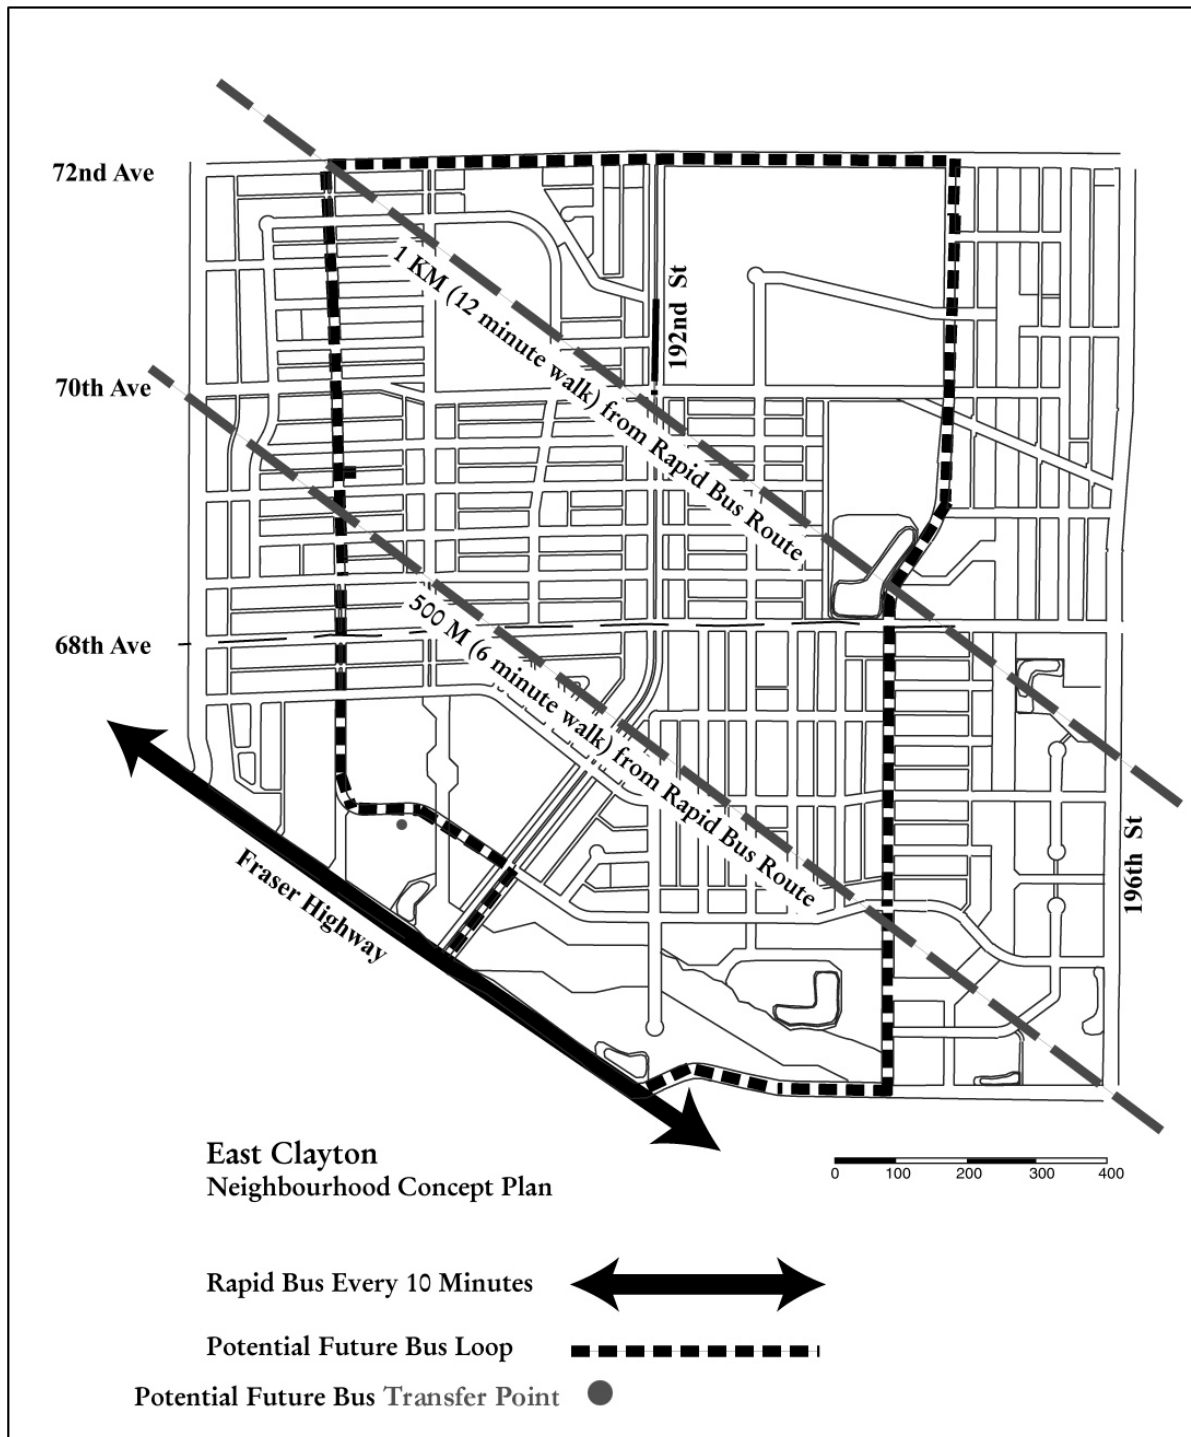 72nd Ave
1 KM (12 minute walk) from Rapid Bus Route
192nd St
70th Ave
500 M (6 minute walk) from Rapid Bus Route
68th Ave
Fraser Highway
196th St
East Clayton
Neighbourhood Concept Plan
0 100 200 300 400
Rapid Bus Every 10 Minutes
Potential Future Bus Loop
Potential Future Bus Transfer Point